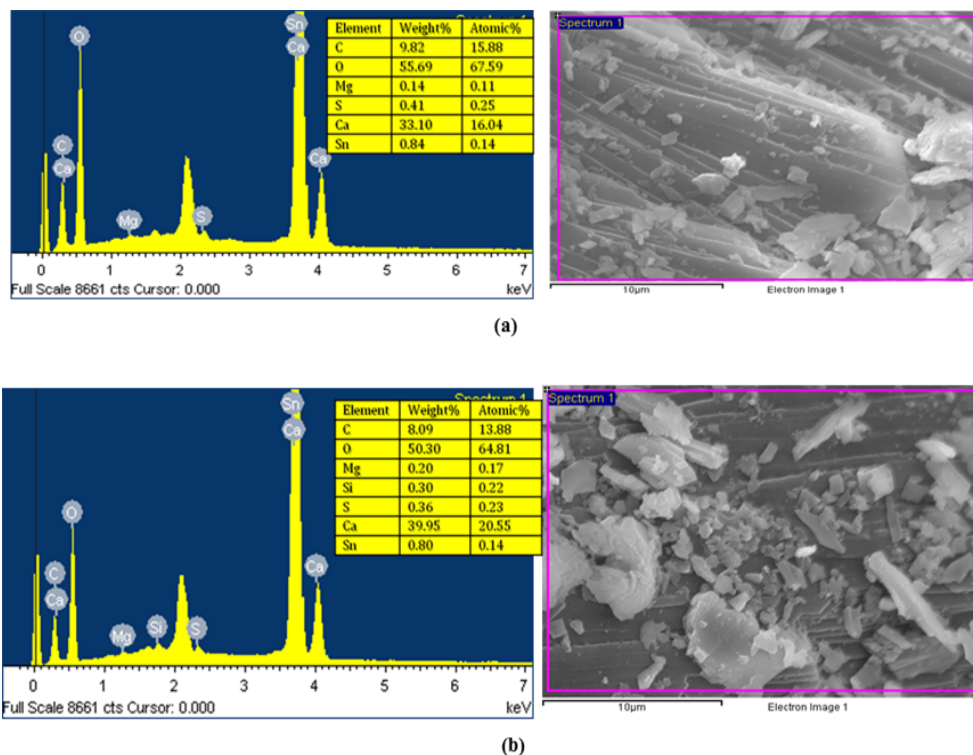 Element Weight% Atomic%
C 9.82 15.88
O 55.69 67.59
Mg 0.14 0.11
S 0.41 0.25
Ca 33.10 16.04
Sn 0.84 0.14
Sn
Ca
O
C
Ca
Mg
S
Ca
0 1 2 3 4 5 6 7
Full Scale 8661 cts Cursor: 0.000 keV
Spectrum 1
10µm Electron Image 1
(a)
Spectrum 1
Element Weight% Atomic%
C 8.09 13.88
O 50.30 64.81
Mg 0.20 0.17
Si 0.30 0.22
S 0.36 0.23
Ca 39.95 20.55
Sn 0.80 0.14
Sn
Ca
O
C
Ca
Mg
Si
S
Ca
0 1 2 3 4 5 6 7
Full Scale 8661 cts Cursor: 0.000 keV
Spectrum 1
10µm Electron Image 1
(b)